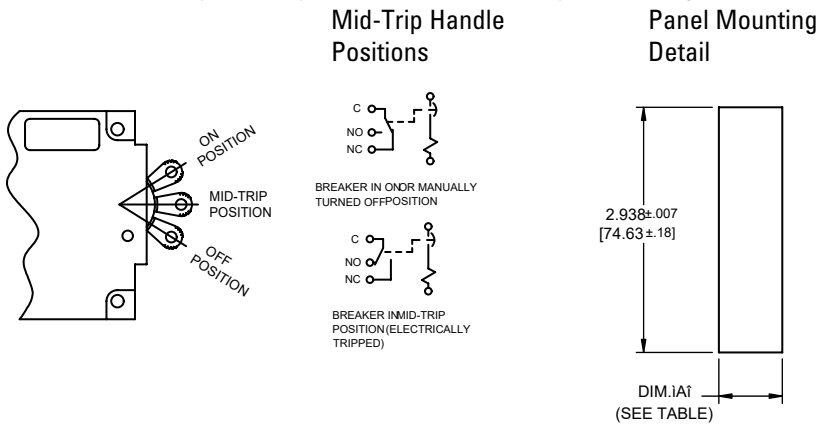 Mid-Trip Handle
Positions
Panel Mounting
Detail
ON
POSITION
MID-TRIP
POSITION
OFF
POSITION
C
NO
NC
BREAKER IN ONOR MANUALLY
TURNED OFFPOSITION
C
NO
NC
BREAKER INMID-TRIP
POSITION(ELECTRICALLY
TRIPPED)
2.938±.007
[74.63±.18]
DIM.ìAî
(SEE TABLE)